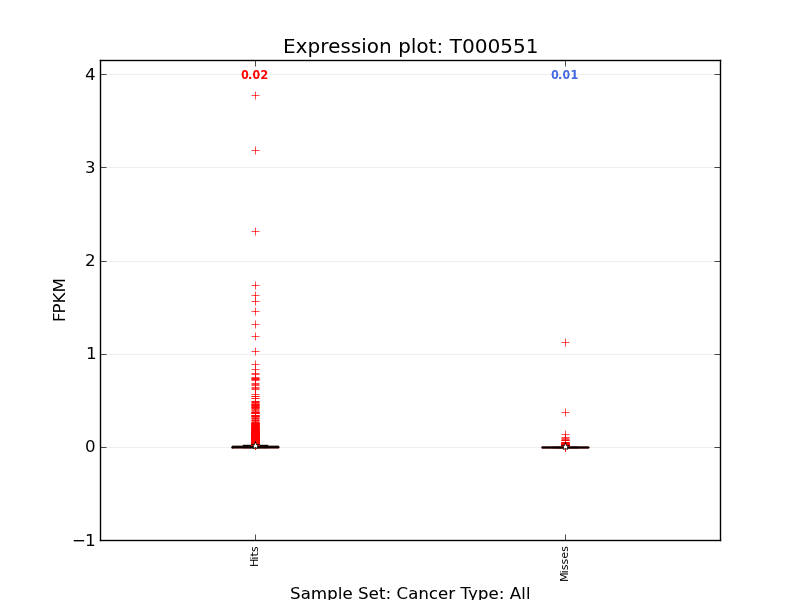 Expression plot: T000551
0.02
0.01
4
3
2
1
0
−1
FPKM
Hits
Misses
Sample Set: Cancer Type: All